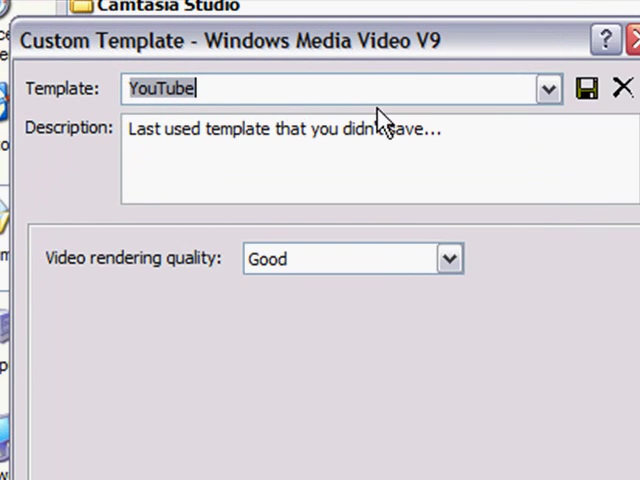 Camtasia Studio
Custom Template - Windows Media Video V9
Template: YouTube
Description: Last used template that you didn't save...
Video rendering quality: Good